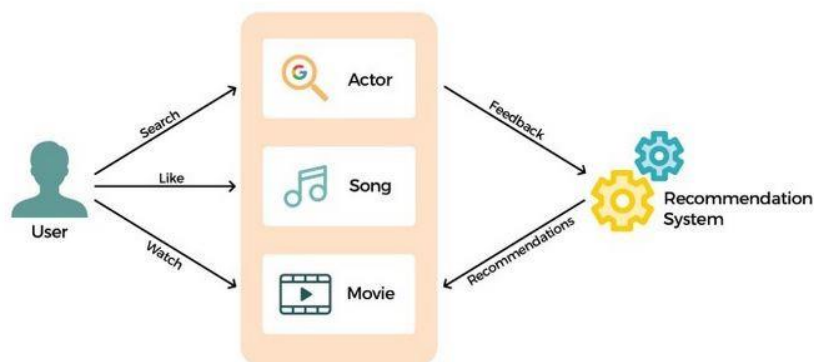 Search
Like
Watch
User
G
Actor
Song
Movie
Feedback
Recommendations
Recommendation
System